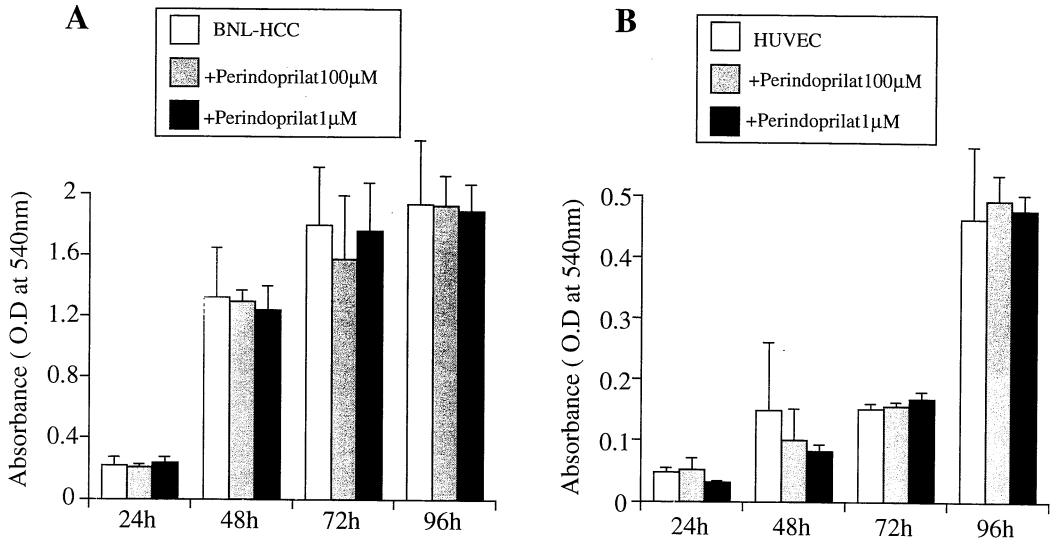 A
BNL-HCC
+Perindoprilat100μM
+Perindoprilat1μM
Absorbance ( O.D at 540nm)
2
1.6
1.2
0.8
0.4
0
24h
48h
72h
96h
B
HUVEC
+Perindoprilat100μM
+Perindoprilat1μM
Absorbance ( O.D at 540nm)
0.5
0.4
0.3
0.2
0.1
0
24h
48h
72h
96h